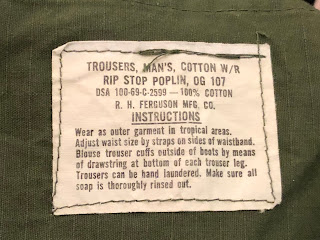 TROUSERS, MAN'S, COTTON W/R
RIP STOP POPLIN, OG 107
DSA 100-69-C-2599—100% COTTON
R. H. FERGUSON MFG. CO.
INSTRUCTIONS
Wear as outer garment in tropical areas.
Adjust waist size by straps on sides of waistband.
Blouse trouser cuffs outside of boots by means
of drawstring at bottom of each trouser leg.
Trousers can be hand laundered. Make sure all
soap is thoroughly rinsed out.